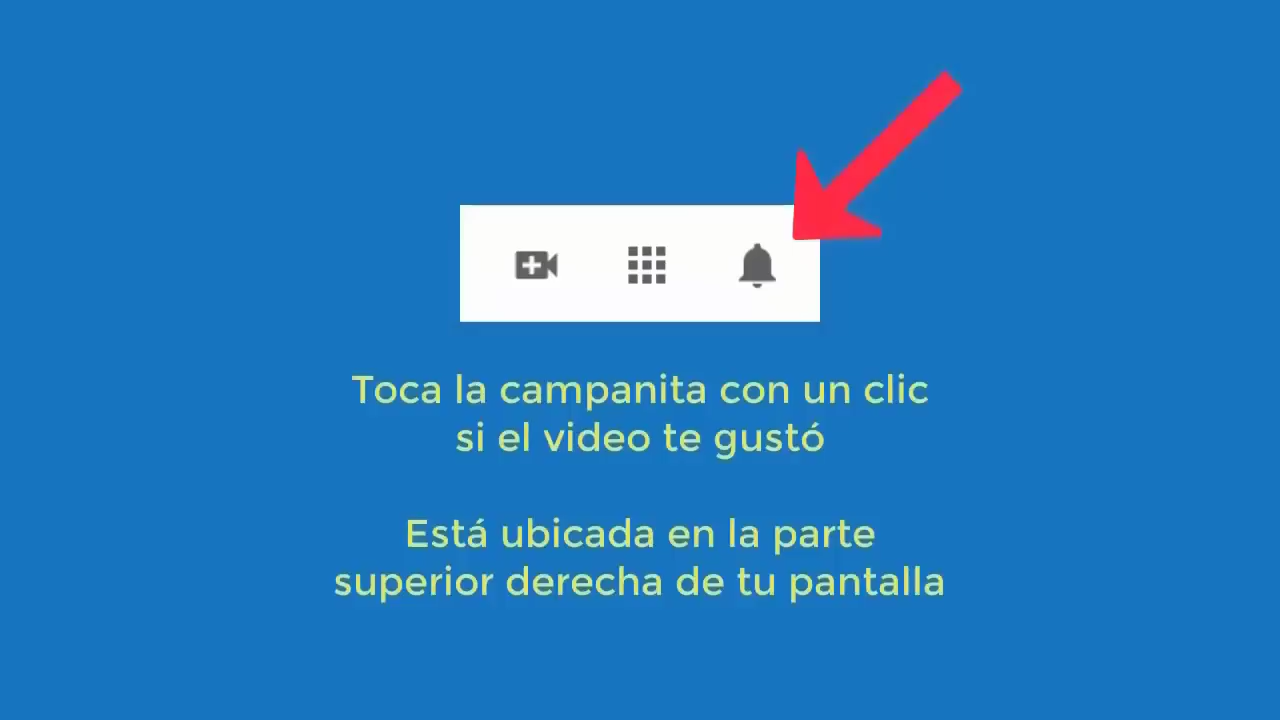 Toca la campanita con un clic
si el video te gustó
Está ubicada en la parte
superior derecha de tu pantalla